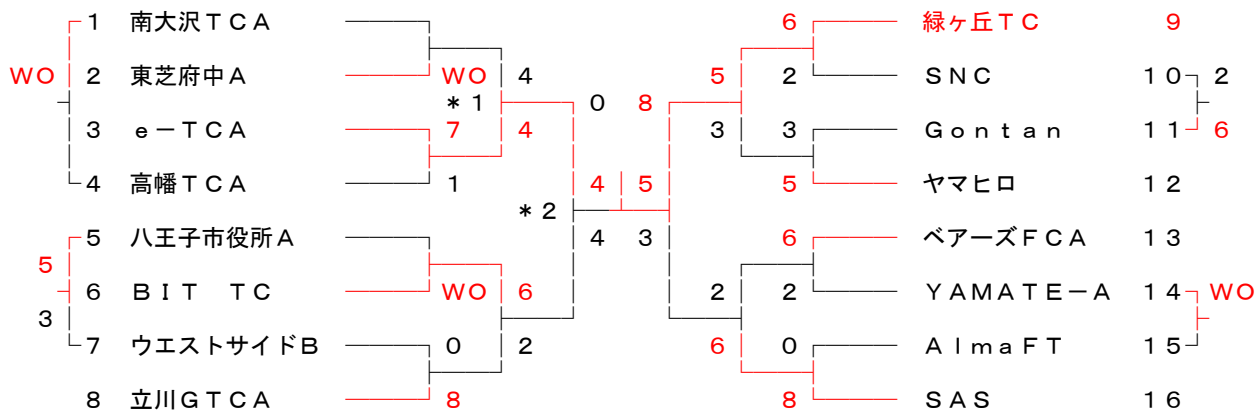 1 南大沢ＴＣＡ 6 緑ヶ丘ＴＣ 9
WO 2 東芝府中Ａ WO 4 5 2 ＳＮＣ 10 2
＊1 0 8
3 ｅ－ＴＣＡ 7 4 3 3 Ｇｏｎｔａｎ 11 6
4 高幡ＴＣＡ 1 4 5 5 ヤマヒロ 12
＊2
5 八王子市役所Ａ 4 3 6 ベアーズＦＣＡ 13
5
6 ＢＩＴ　ＴＣ WO 6 2 2 ＹＡＭＡＴＥ－Ａ 14 WO
3
7 ウエストサイドＢ 0 2 6 0 ＡｌｍａＦＴ 15
8 立川ＧＴＣＡ 8 8 ＳＡＳ 16